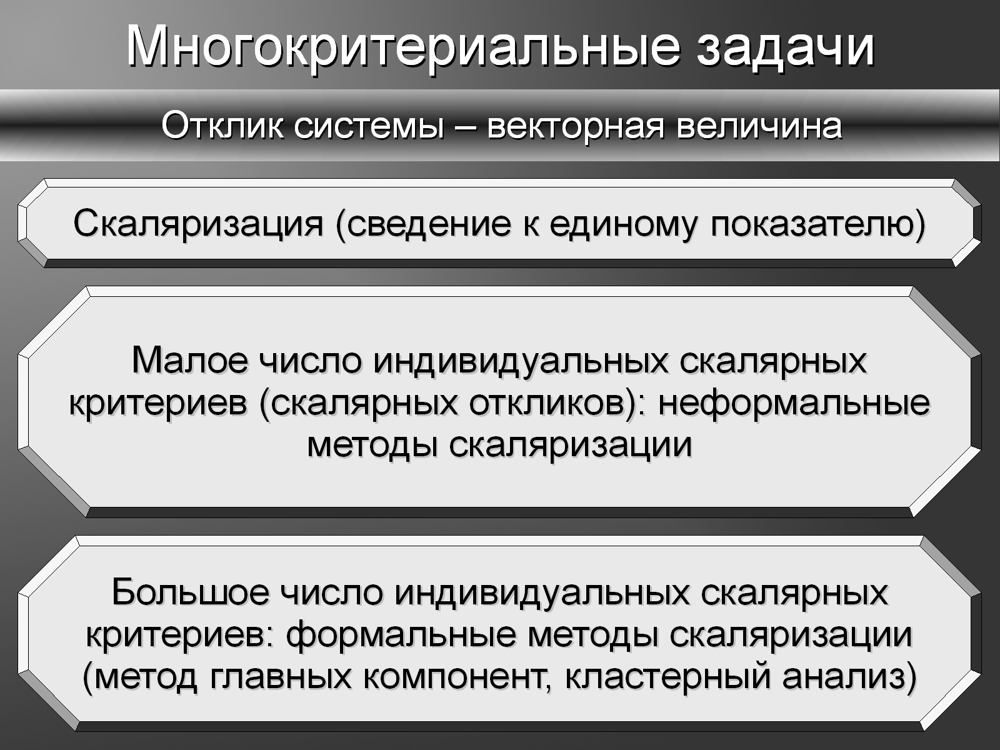 Многокритериальные задачи
Отклик системы – векторная величина
Скаляризация (сведение к единому показателю)
Малое число индивидуальных скалярных
критериев (скалярных откликов): неформальные
методы скаляризации
Большое число индивидуальных скалярных
критериев: формальные методы скаляризации
(метод главных компонент, кластерный анализ)